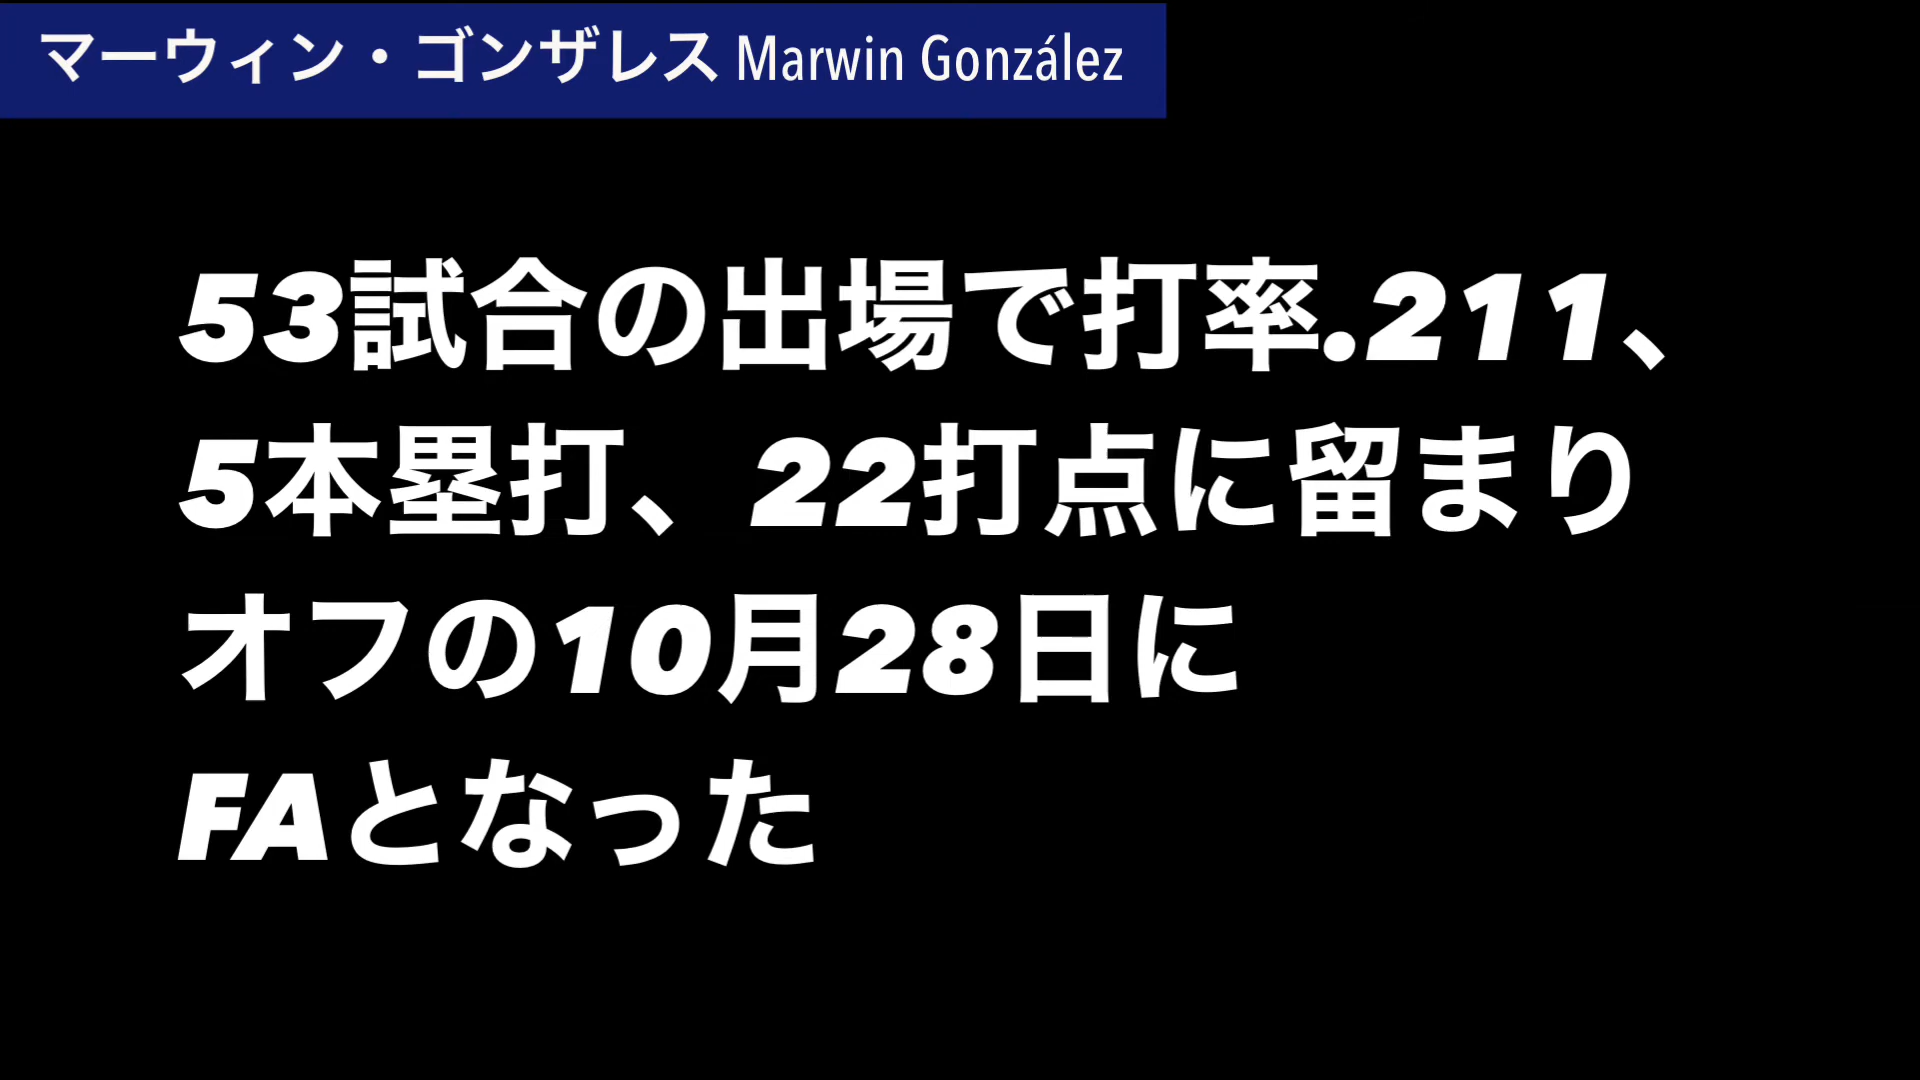 マーウィン・ゴンザレス Marwin González
53試合の出場で打率.211、
5本塁打、22打点に留まり
オフの10月28日に
FAとなった